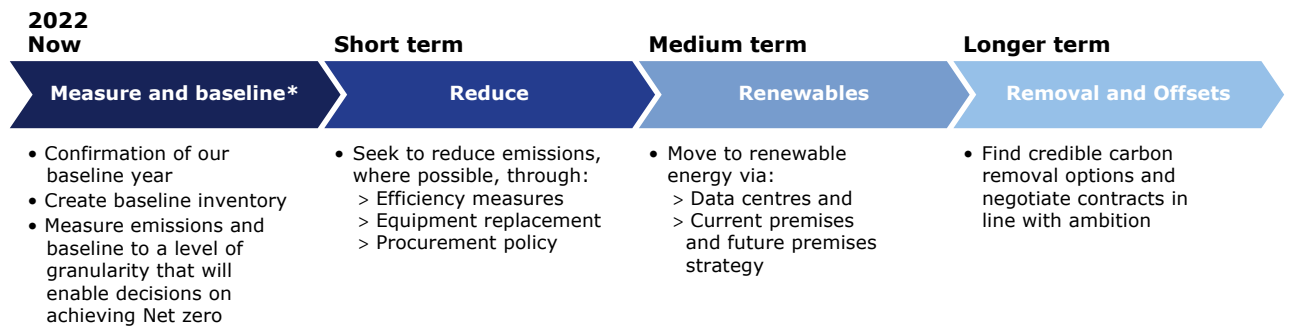 2022
Now
Short term
Medium term
Longer term
Measure and baseline*
Reduce
Renewables
Removal and Offsets
• Confirmation of our
baseline year
• Create baseline inventory
• Measure emissions and
baseline to a level of
granularity that will
enable decisions on
achieving Net zero
• Seek to reduce emissions,
where possible, through:
> Efficiency measures
> Equipment replacement
> Procurement policy
• Move to renewable
energy via:
> Data centres and
> Current premises
and future premises
strategy
• Find credible carbon
removal options and
negotiate contracts in
line with ambition